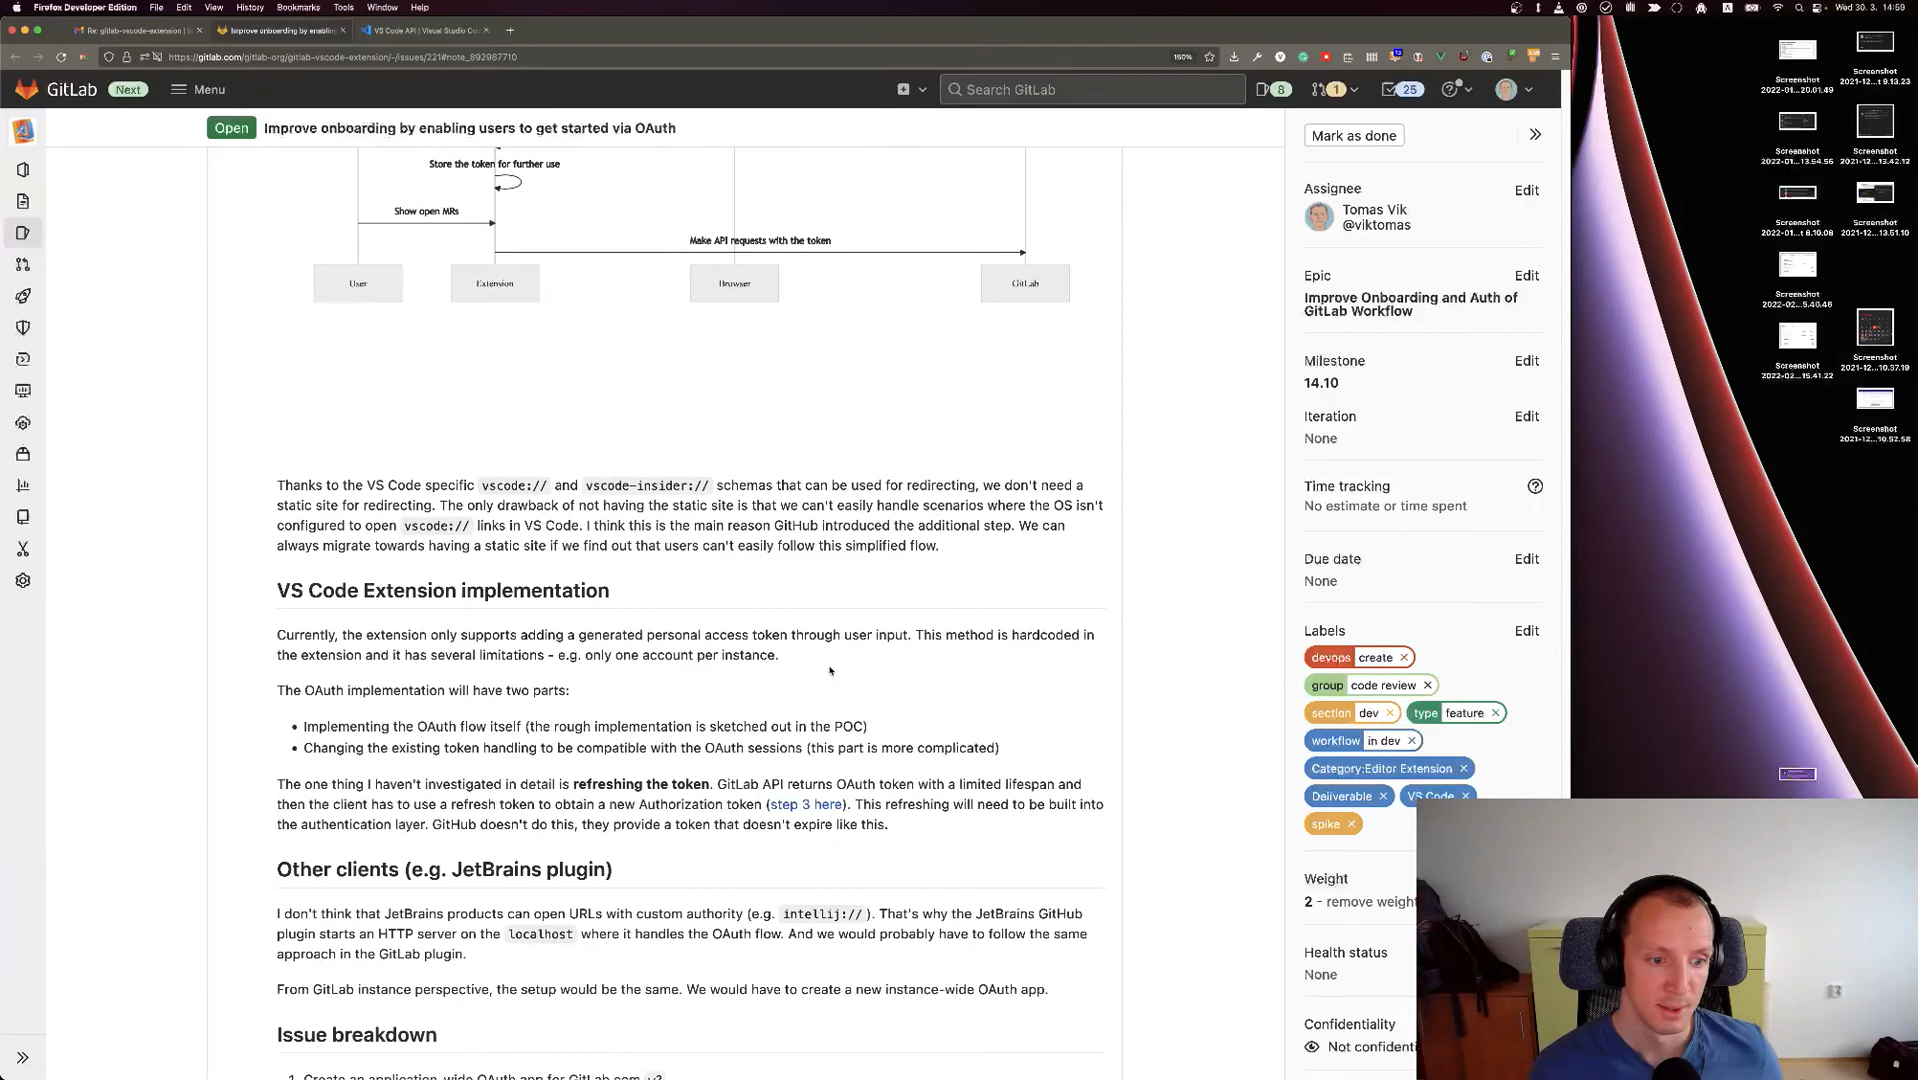 Firefox Developer Edition File Edit View History Bookmarks Tools Window Help
Wed 30. 3. 14:59
Re: gitlab-vscode-extension | I
Improve onboarding by enabling
VS Code API | Visual Studio Co
https://gitlab.com/gitlab-org/gitlab-vscode-extension/-/issues/221#note_892987710
150%
GitLab Next Menu
Search GitLab
8 1 25
Open Improve onboarding by enabling users to get started via OAuth
Store the token for further use
Show open MRs
Make API requests with the token
User Extension Browser GitLab
Thanks to the VS Code specific vscode:// and vscode-insider:// schemas that can be used for redirecting, we don't need a
static site for redirecting. The only drawback of not having the static site is that we can't easily handle scenarios where the OS isn't
configured to open vscode:// links in VS Code. I think this is the main reason GitHub introduced the additional step. We can
always migrate towards having a static site if we find out that users can't easily follow this simplified flow.
VS Code Extension implementation
Currently, the extension only supports adding a generated personal access token through user input. This method is hardcoded in
the extension and it has several limitations - e.g. only one account per instance.
The OAuth implementation will have two parts:
• Implementing the OAuth flow itself (the rough implementation is sketched out in the POC)
• Changing the existing token handling to be compatible with the OAuth sessions (this part is more complicated)
The one thing I haven't investigated in detail is refreshing the token. GitLab API returns OAuth token with a limited lifespan and
then the client has to use a refresh token to obtain a new Authorization token (step 3 here). This refreshing will need to be built into
the authentication layer. GitHub doesn't do this, they provide a token that doesn't expire like this.
Other clients (e.g. JetBrains plugin)
I don't think that JetBrains products can open URLs with custom authority (e.g. intellij://). That's why the JetBrains GitHub
plugin starts an HTTP server on the localhost where it handles the OAuth flow. And we would probably have to follow the same
approach in the GitLab plugin.
From GitLab instance perspective, the setup would be the same. We would have to create a new instance-wide OAuth app.
Issue breakdown
1. Create an application-wide OAuth app for GitLab.com
Mark as done
Assignee Edit
Tomas Vik
@viktomas
Epic Edit
Improve Onboarding and Auth of
GitLab Workflow
Milestone Edit
14.10
Iteration Edit
None
Time tracking
No estimate or time spent
Due date Edit
None
Labels Edit
devops create
group code review
section dev type feature
workflow in dev
Category:Editor Extension
Deliverable VS Code
spike
Weight
2 - remove weight
Health status
None
Confidentiality
Not confidenti